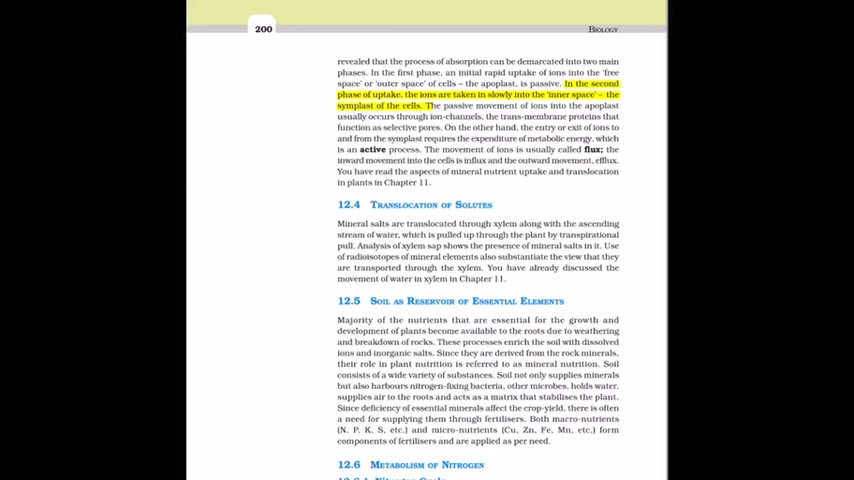 200
BIOLOGY
revealed that the process of absorption can be demarcated into two main
phases. In the first phase, an initial rapid uptake of ions into the 'free
space' or 'outer space' of cells – the apoplast, is passive. In the second
phase of uptake, the ions are taken in slowly into the 'inner space' – the
symplast of the cells. The passive movement of ions into the apoplast
usually occurs through ion-channels, the trans-membrane proteins that
function as selective pores. On the other hand, the entry or exit of ions to
and from the symplast requires the expenditure of metabolic energy, which
is an active process. The movement of ions is usually called flux; the
inward movement into the cells is influx and the outward movement, efflux.
You have read the aspects of mineral nutrient uptake and translocation
in plants in Chapter 11.
12.4 TRANSLOCATION OF SOLUTES
Mineral salts are translocated through xylem along with the ascending
stream of water, which is pulled up through the plant by transpirational
pull. Analysis of xylem sap shows the presence of mineral salts in it. Use
of radioisotopes of mineral elements also substantiate the view that they
are transported through the xylem. You have already discussed the
movement of water in xylem in Chapter 11.
12.5 SOIL AS RESERVOIR OF ESSENTIAL ELEMENTS
Majority of the nutrients that are essential for the growth and
development of plants become available to the roots due to weathering
and breakdown of rocks. These processes enrich the soil with dissolved
ions and inorganic salts. Since they are derived from the rock minerals,
their role in plant nutrition is referred to as mineral nutrition. Soil
consists of a wide variety of substances. Soil not only supplies minerals
but also harbours nitrogen-fixing bacteria, other microbes, holds water,
supplies air to the roots and acts as a matrix that stabilises the plant.
Since deficiency of essential minerals affect the crop-yield, there is often
a need for supplying them through fertilisers. Both macro-nutrients
(N, P, K, S, etc.) and micro-nutrients (Cu, Zn, Fe, Mn, etc.) form
components of fertilisers and are applied as per need.
12.6 METABOLISM OF NITROGEN
12.6.1 Nitrogen Cycle